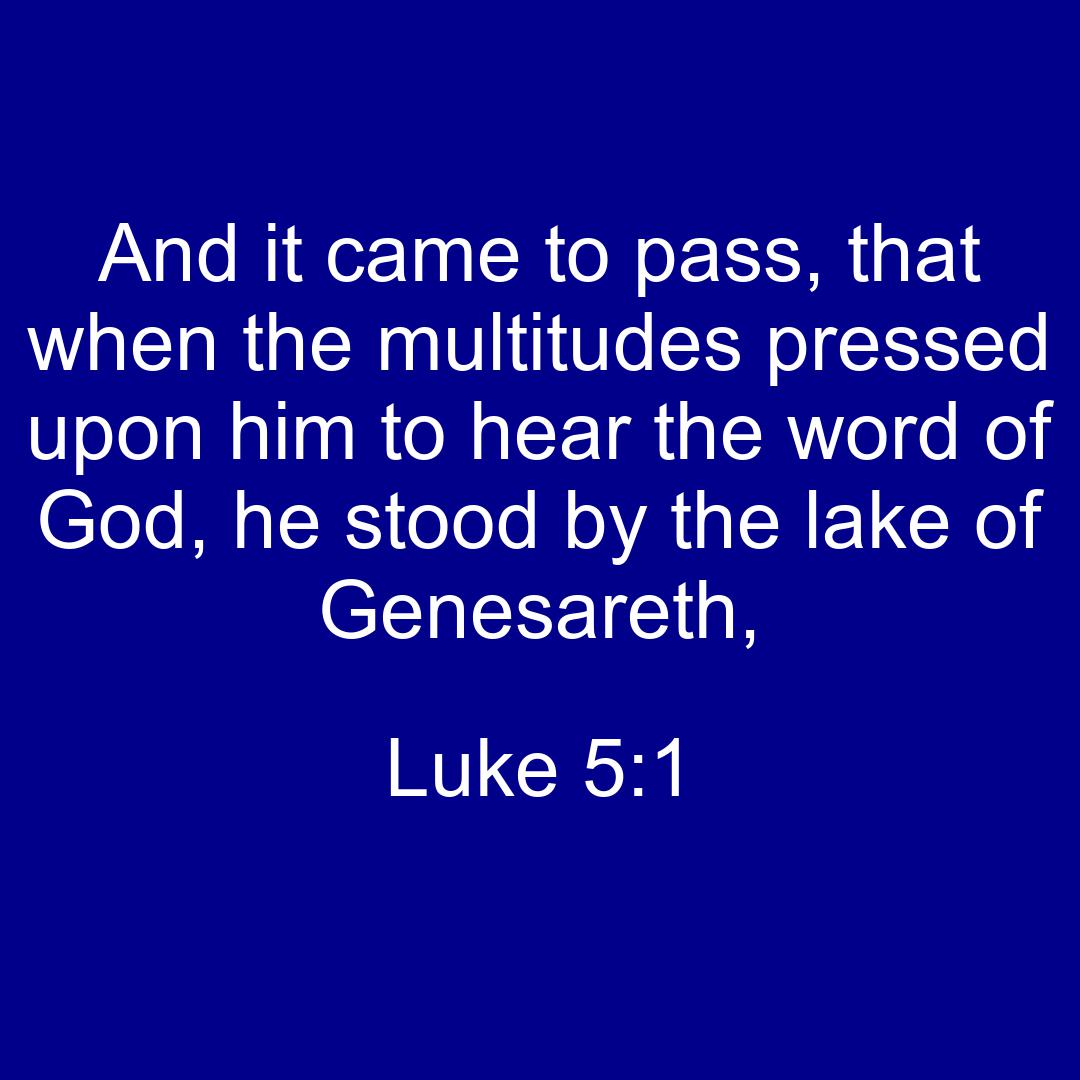 And it came to pass, that
when the multitudes pressed
upon him to hear the word of
God, he stood by the lake of
Genesareth,
Luke 5:1